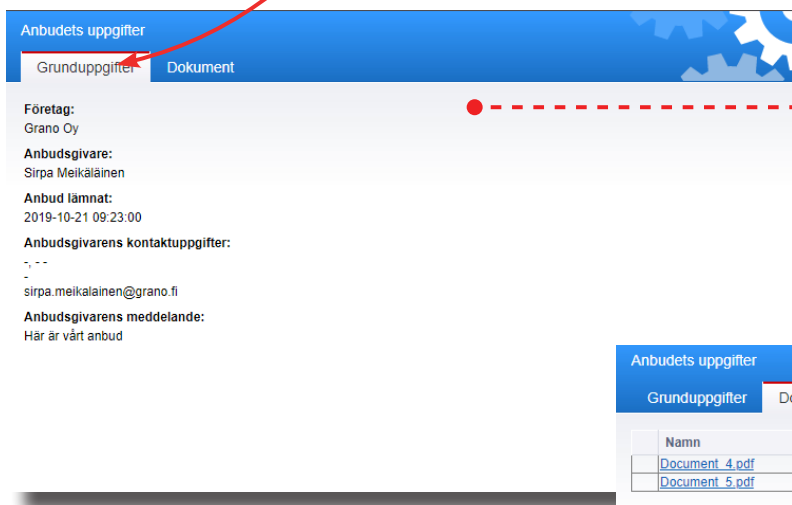 Anbudets uppgifter
Grunduppgifter Dokument
Företag:
Grano Oy
Anbudsgivare:
Sirpa Meikäläinen
Anbud lämnat:
2019-10-21 09:23:00
Anbudsgivarens kontaktuppgifter:
-, - -
-
sirpa.meikalainen@grano.fi
Anbudsgivarens meddelande:
Här är vårt anbud
Anbudets uppgifter
Grunduppgifter Do
Namn
Document_4.pdf
Document_5.pdf